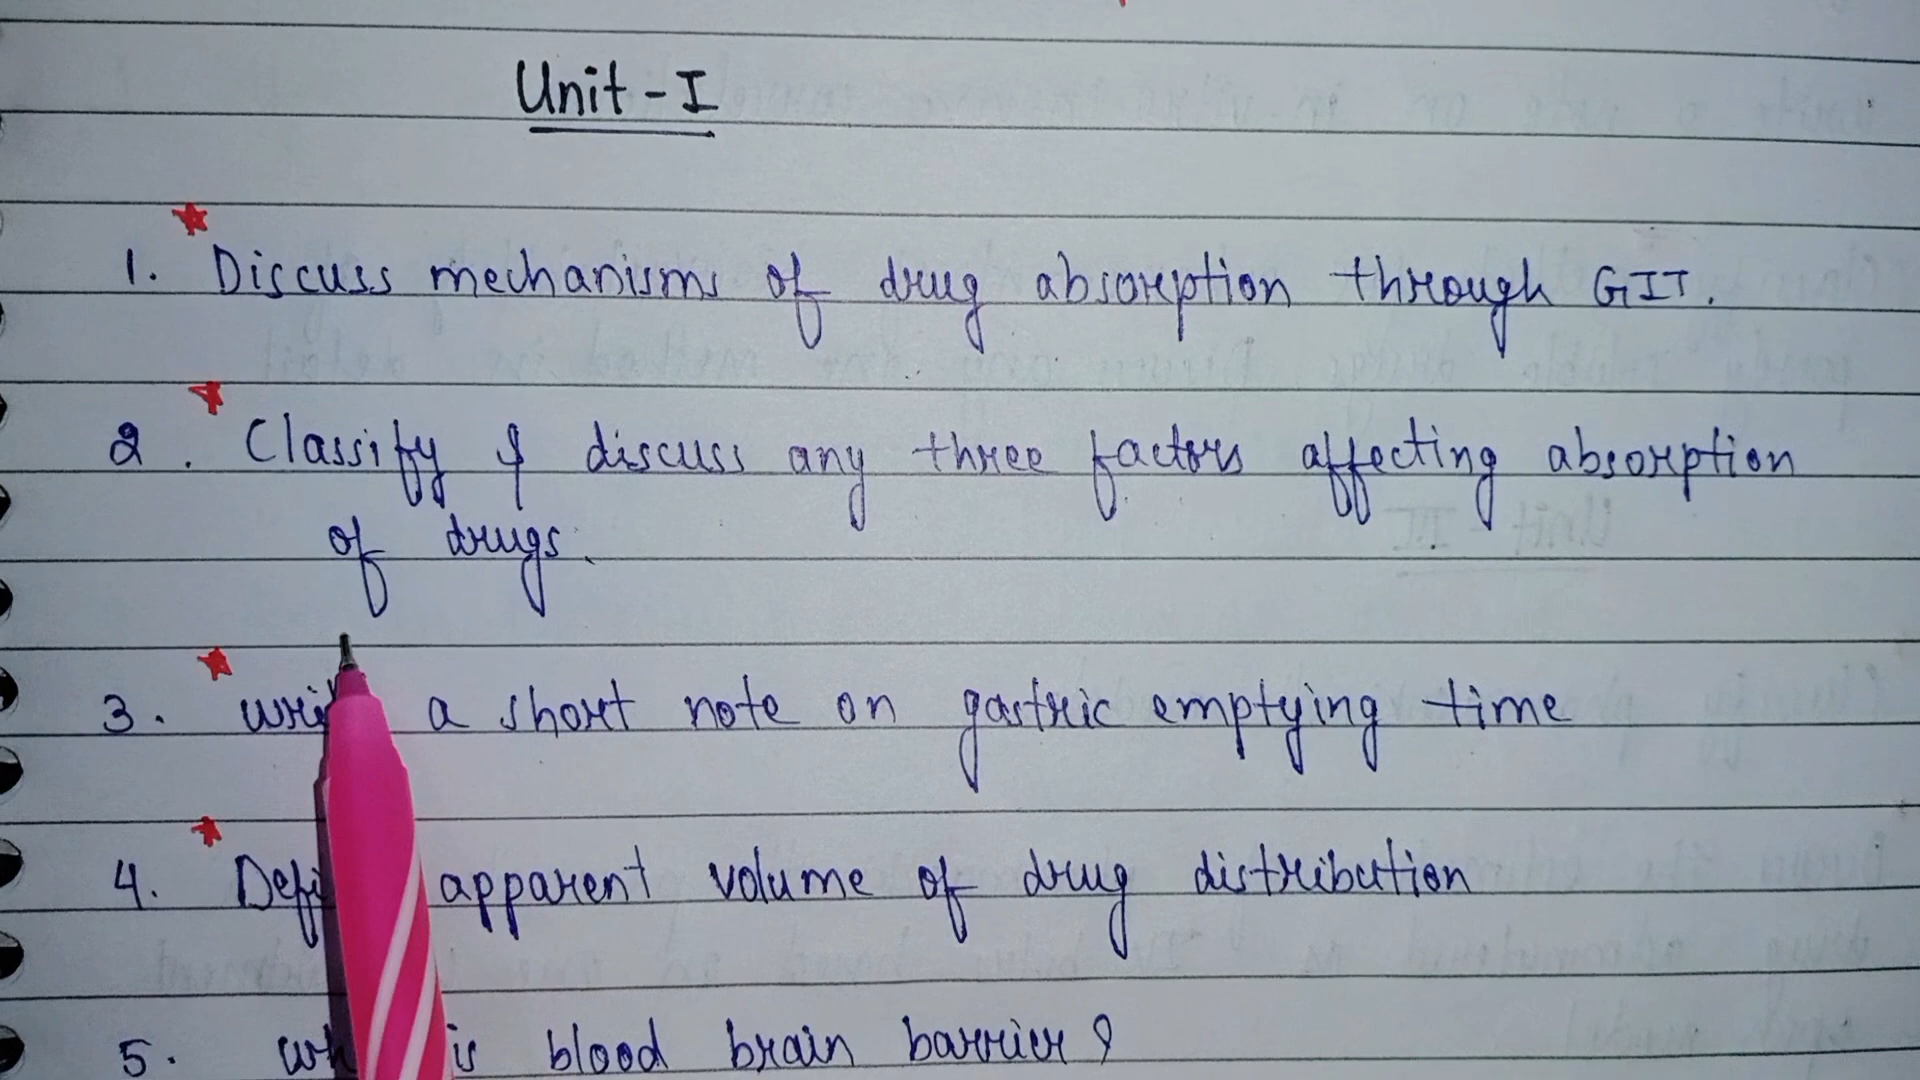 Unit-I
1. Discuss mechanisms of drug absorption through GIT.
2. Classify & discuss any three factors affecting absorption
of drugs.
3. a short note on gastric emptying time
4. apparent volume of drug distribution
5. is blood brain barrier?